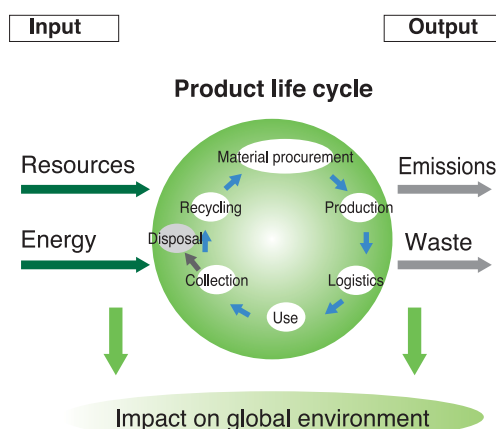 Input
Output
Product life cycle
Material procurement
Resources
Emissions
Recycling
Production
Energy
Disposal
Waste
Collection
Logistics
Use
Impact on global environment